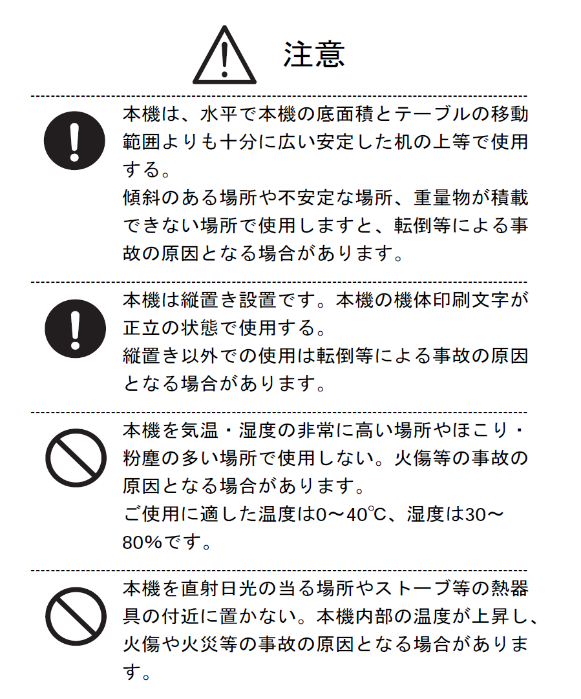 注意
本機は、水平で本機の底面積とテーブルの移動
範囲よりも十分に広い安定した机の上等で使用
する。
傾斜のある場所や不安定な場所、重量物が積載
できない場所で使用しますと、転倒等による事
故の原因となる場合があります。
本機は縦置き設置です。本機の機体印刷文字が
正立の状態で使用する。
縦置き以外での使用は転倒等による事故の原因
となる場合があります。
本機を気温・湿度の非常に高い場所やほこり・
粉塵の多い場所で使用しない。火傷等の事故の
原因となる場合があります。
ご使用に適した温度は0～40℃、湿度は30～
80%です。
本機を直射日光の当る場所やストーブ等の熱器
具の付近に置かない。本機内部の温度が上昇し、
火傷や火災等の事故の原因となる場合がありま
す。